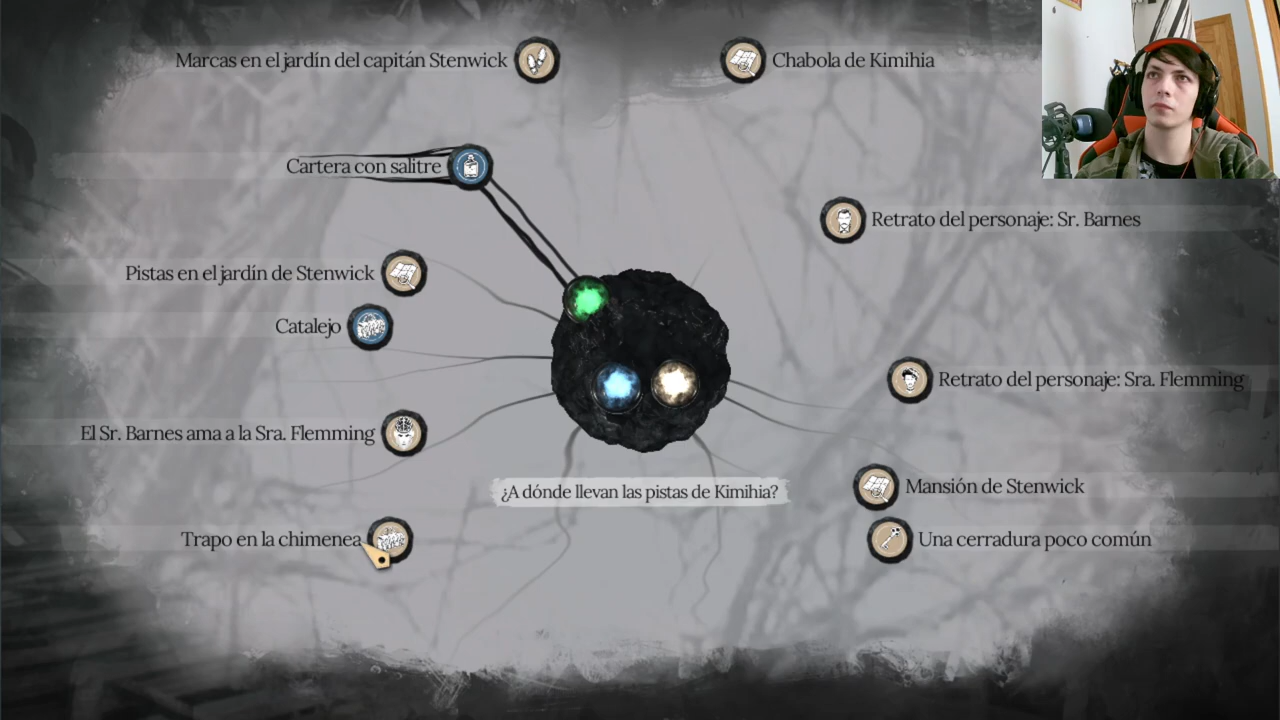 Marcas en el jardín del capitán Stenwick
Chabola de Kimihia
Cartera con salitre
Retrato del personaje: Sr. Barnes
Pistas en el jardín de Stenwick
Catalejo
Retrato del personaje: Sra. Flemming
El Sr. Barnes ama a la Sra. Flemming
¿A dónde llevan las pistas de Kimihia?
Mansión de Stenwick
Trapo en la chimenea
Una cerradura poco común